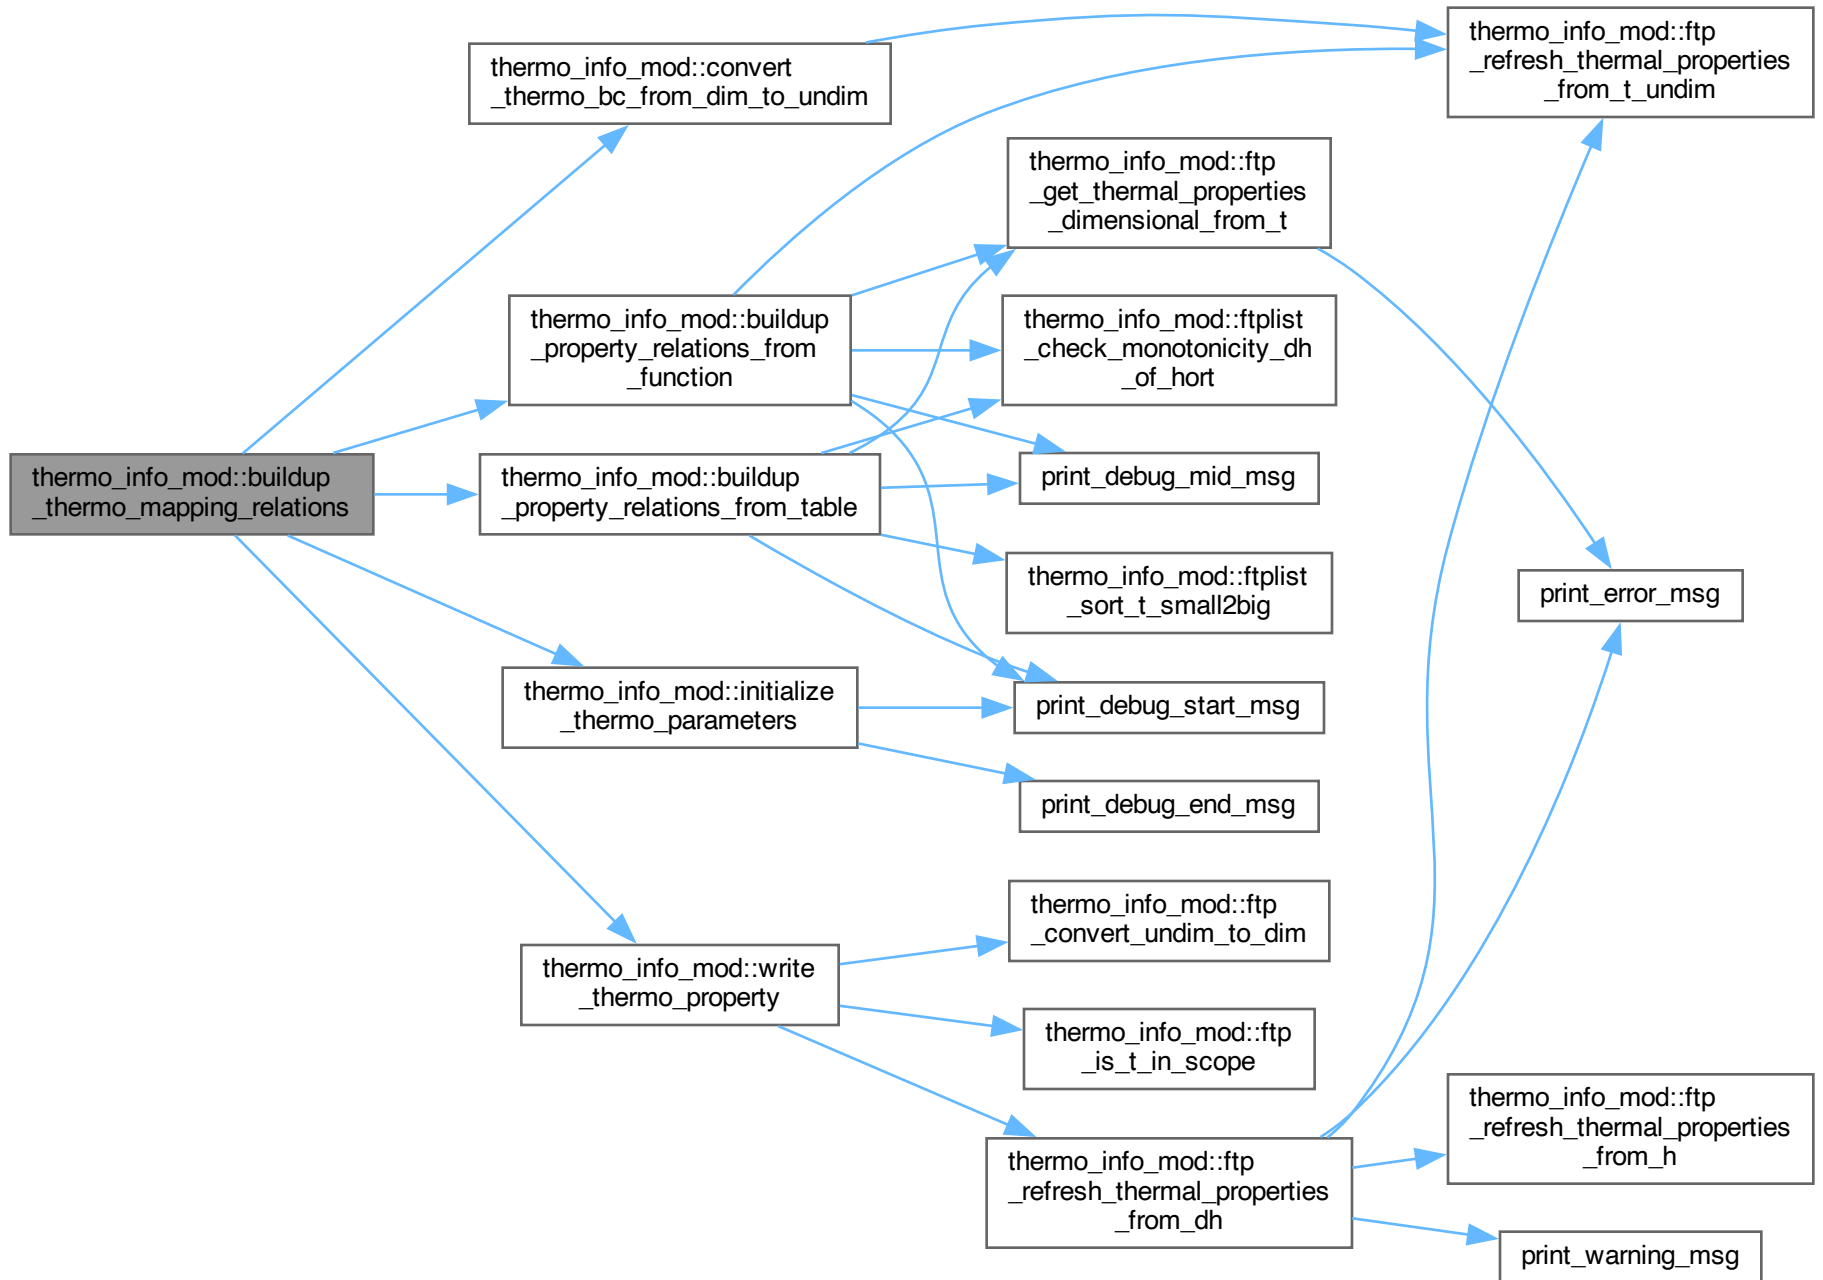 thermo_info_mod::buildup
_thermo_mapping_relations
thermo_info_mod::convert
_thermo_bc_from_dim_to_undim
thermo_info_mod::buildup
_property_relations_from
_function
thermo_info_mod::buildup
_property_relations_from_table
thermo_info_mod::initialize
_thermo_parameters
thermo_info_mod::write
_thermo_property
thermo_info_mod::ftp
_get_thermal_properties
_dimensional_from_t
thermo_info_mod::ftplist
_check_monotonicity_dh
_of_hort
print_debug_mid_msg
thermo_info_mod::ftplist
_sort_t_small2big
print_debug_start_msg
print_debug_end_msg
thermo_info_mod::ftp
_convert_undim_to_dim
thermo_info_mod::ftp
_is_t_in_scope
thermo_info_mod::ftp
_refresh_thermal_properties
_from_dh
thermo_info_mod::ftp
_refresh_thermal_properties
_from_t_undim
print_error_msg
thermo_info_mod::ftp
_refresh_thermal_properties
_from_h
print_warning_msg